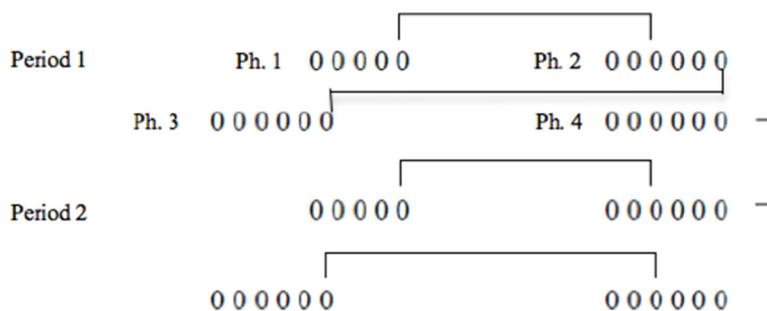 Period 1 Ph. 1 0 0 0 0 0 Ph. 2 0 0 0 0 0 0
Ph. 3 0 0 0 0 0 0 Ph. 4 0 0 0 0 0 0
Period 2 0 0 0 0 0 0 0 0 0 0 0
0 0 0 0 0 0 0 0 0 0 0 0